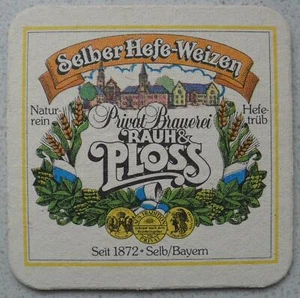 Selber Hefe-Weizen
Natur-
rein
Hefe-
trüb
Privat Brauerei
RAUH &
PLOSS
Seit 1872 • Selb/Bayern